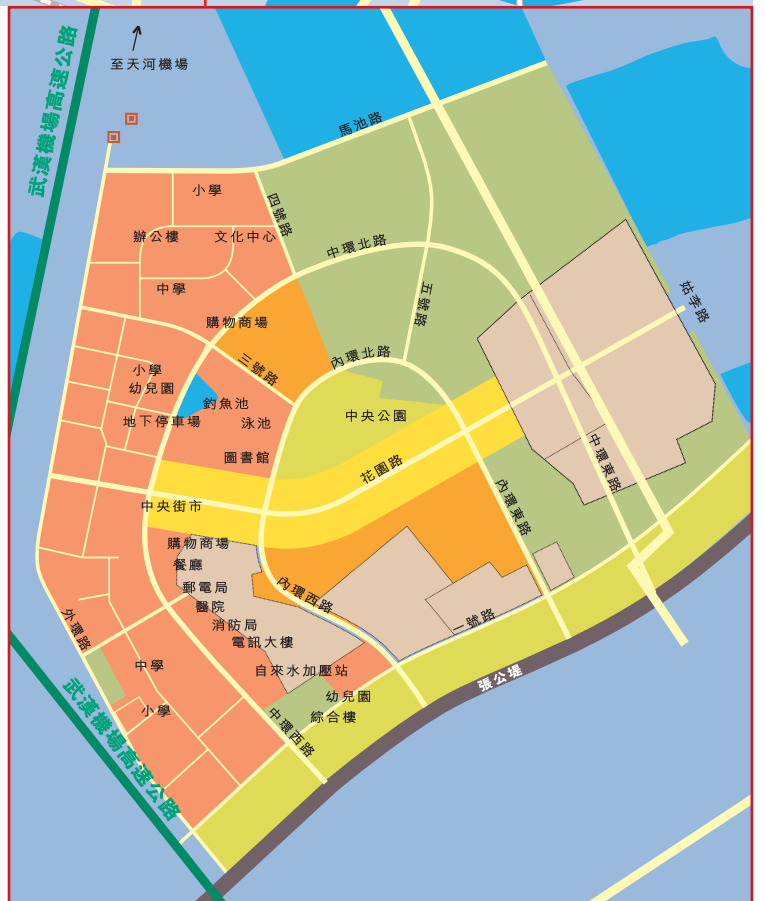 武漢機場高速公路
至天河機場
馬池路
小學
四號路
辦公樓
文化中心
中環北路
中學
五號路
姑李路
購物商場
三號路
內環北路
小學
幼兒園
釣魚池
中央公園
地下停車場
泳池
圖書館
花園路
中環東路
中央街市
內環東路
購物商場
餐廳
郵電局
內環西路
醫院
消防局
一號路
外環路
電訊大樓
中學
自來水加壓站
張公堤
武漢機場高速公路
幼兒園
小學
綜合樓
中環西路